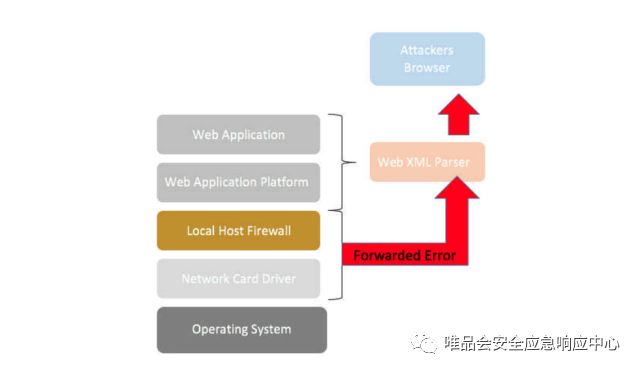 Attackers
Browser
Web Application
Web XML Parser
Web Application Platform
Local Host Firewall
Forwarded Error
Network Card Driver
Operating System
唯品会安全应急响应中心